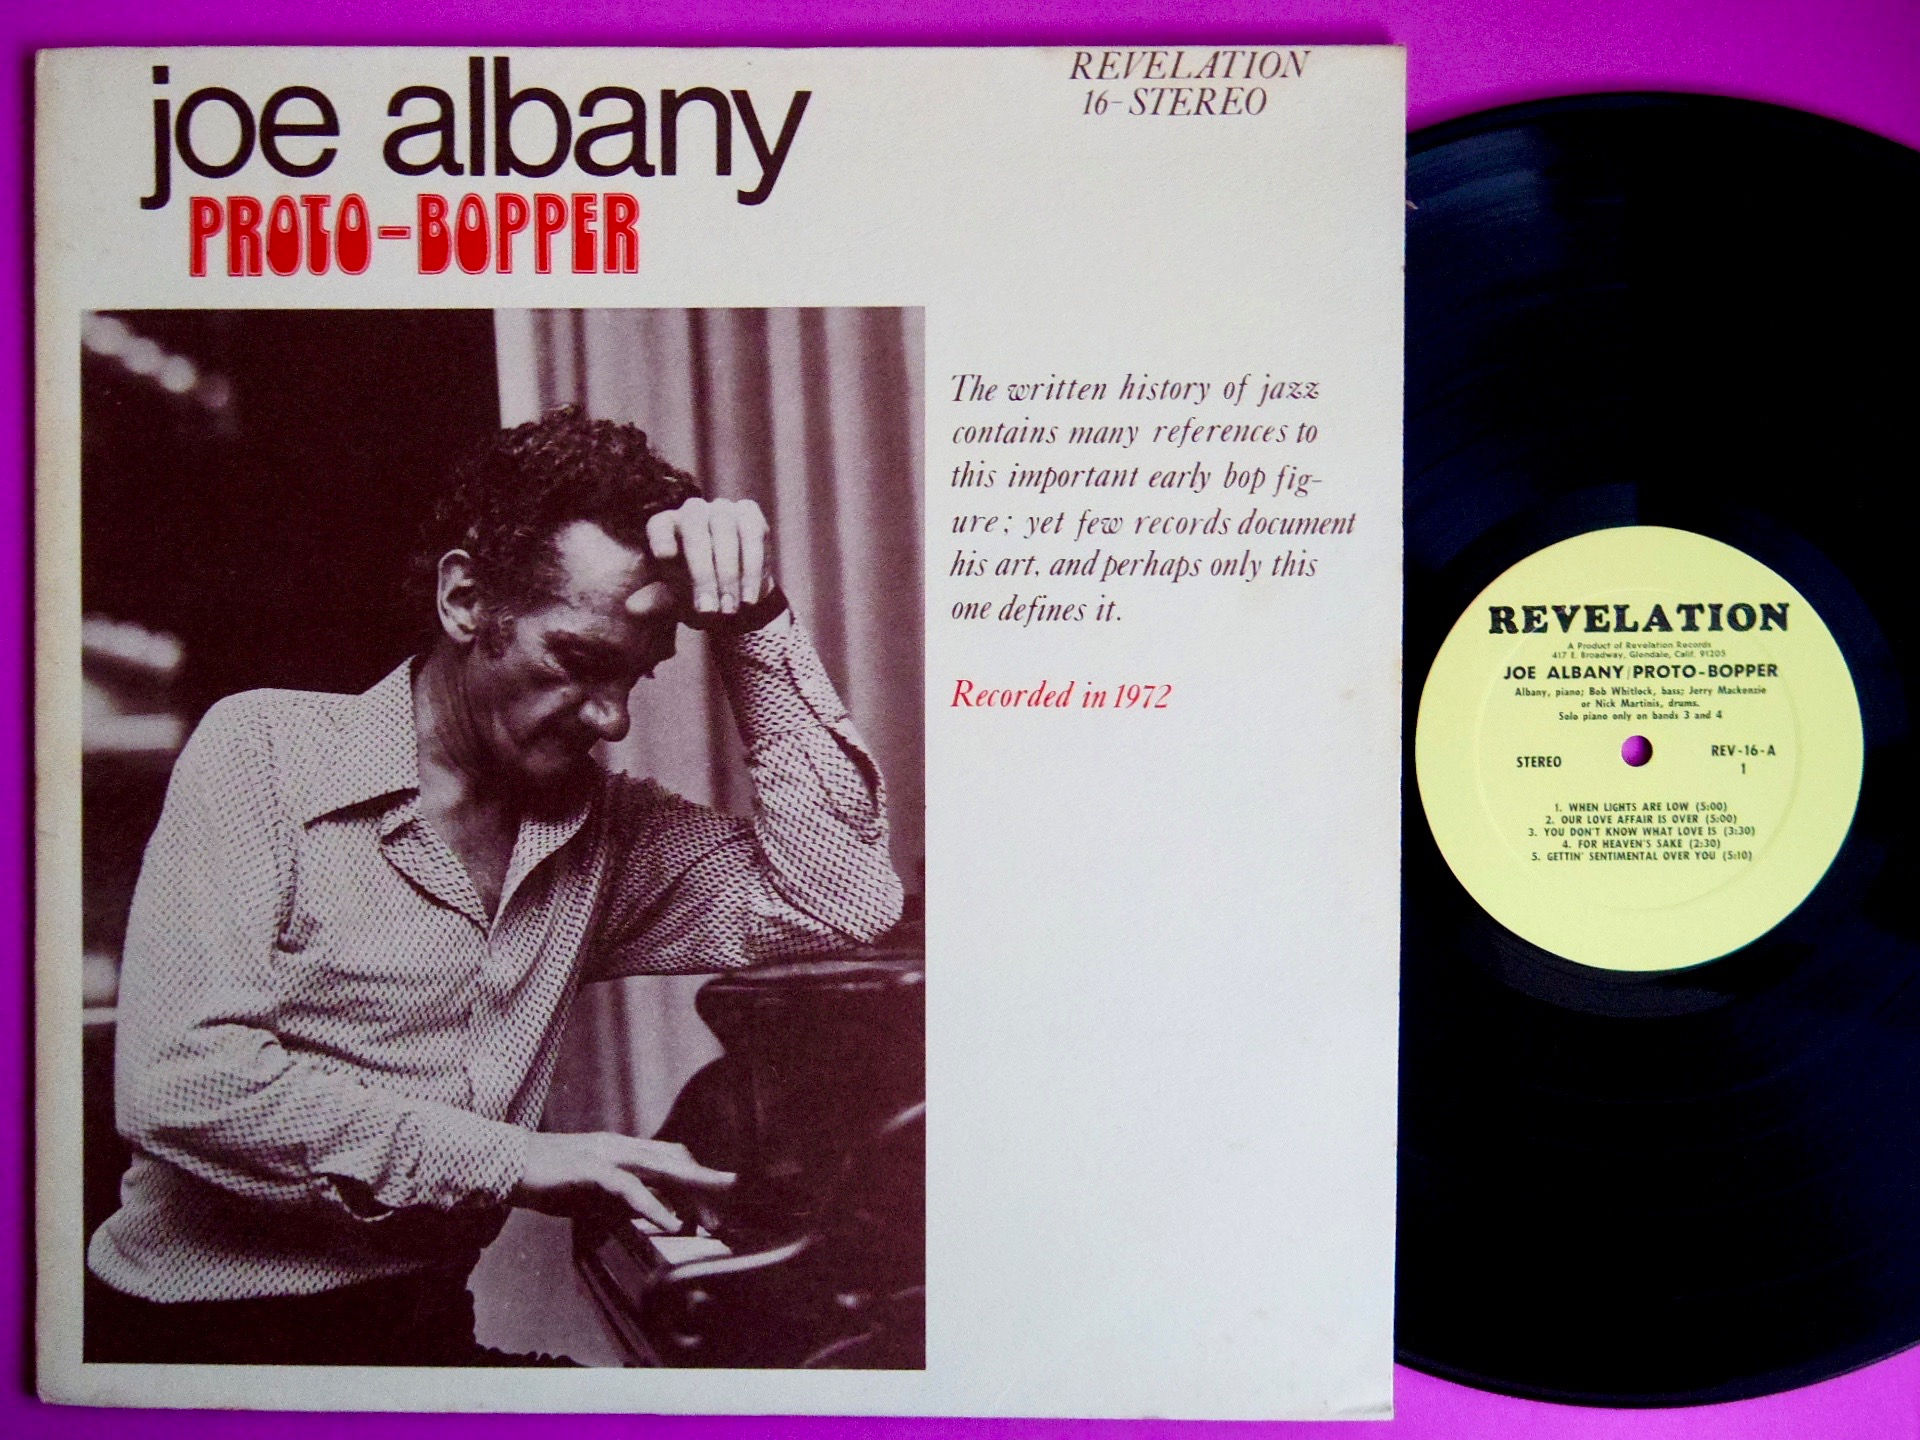 joe albany
PROTO-BOPPER
REVELATION
16-STEREO
The written history of jazz
contains many references to
this important early bop fig-
ure; yet few records document
his art, and perhaps only this
one defines it.
Recorded in 1972
REVELATION
A Product of Revelation Records
417 E. Broadway, Glendale, Calif. 91205
JOE ALBANY/PROTO-BOPPER
Albany, piano; Bob Whitlock, bass; Jerry Mackenzie
or Nick Martinis, drums.
Solo piano only on bands 3 and 4
STEREO
REV-16-A
1
1. WHEN LIGHTS ARE LOW (5:00)
2. OUR LOVE AFFAIR IS OVER (5:00)
3. YOU DON'T KNOW WHAT LOVE IS (3:30)
4. FOR HEAVEN'S SAKE (2:30)
5. GETTIN' SENTIMENTAL OVER YOU (5:10)